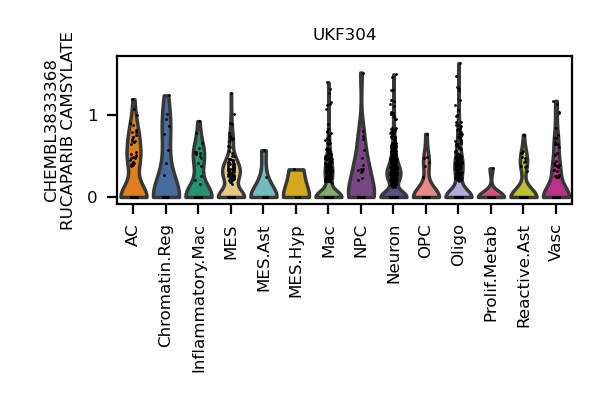 UKF304
CHEMBL3833368
RUCAPARIB CAMSYLATE
1
0
AC
Chromatin.Reg
Inflammatory.Mac
MES
MES.Ast
MES.Hyp
Mac
NPC
Neuron
OPC
Oligo
Prolif.Metab
Reactive.Ast
Vasc